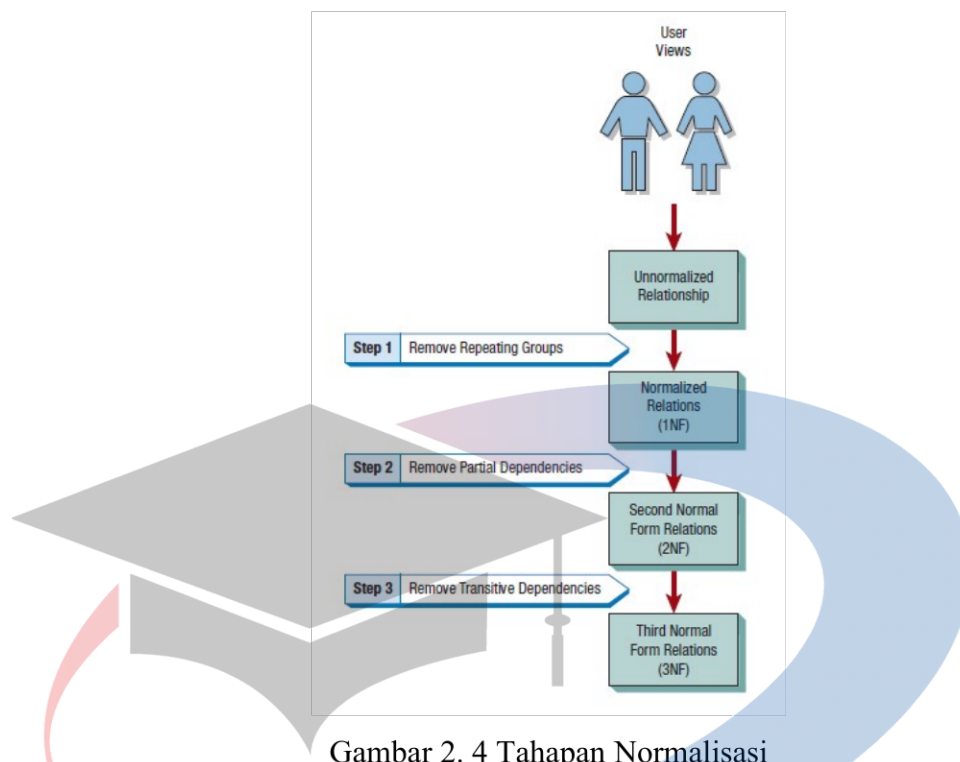 User
Views
Unnormalized
Relationship
Step 1 Remove Repeating Groups
Normalized
Relations
(1NF)
Step 2 Remove Partial Dependencies
Second Normal
Form Relations
(2NF)
Step 3 Remove Transitive Dependencies
Third Normal
Form Relations
(3NF)
Gambar 2. 4 Tahapan Normalisasi